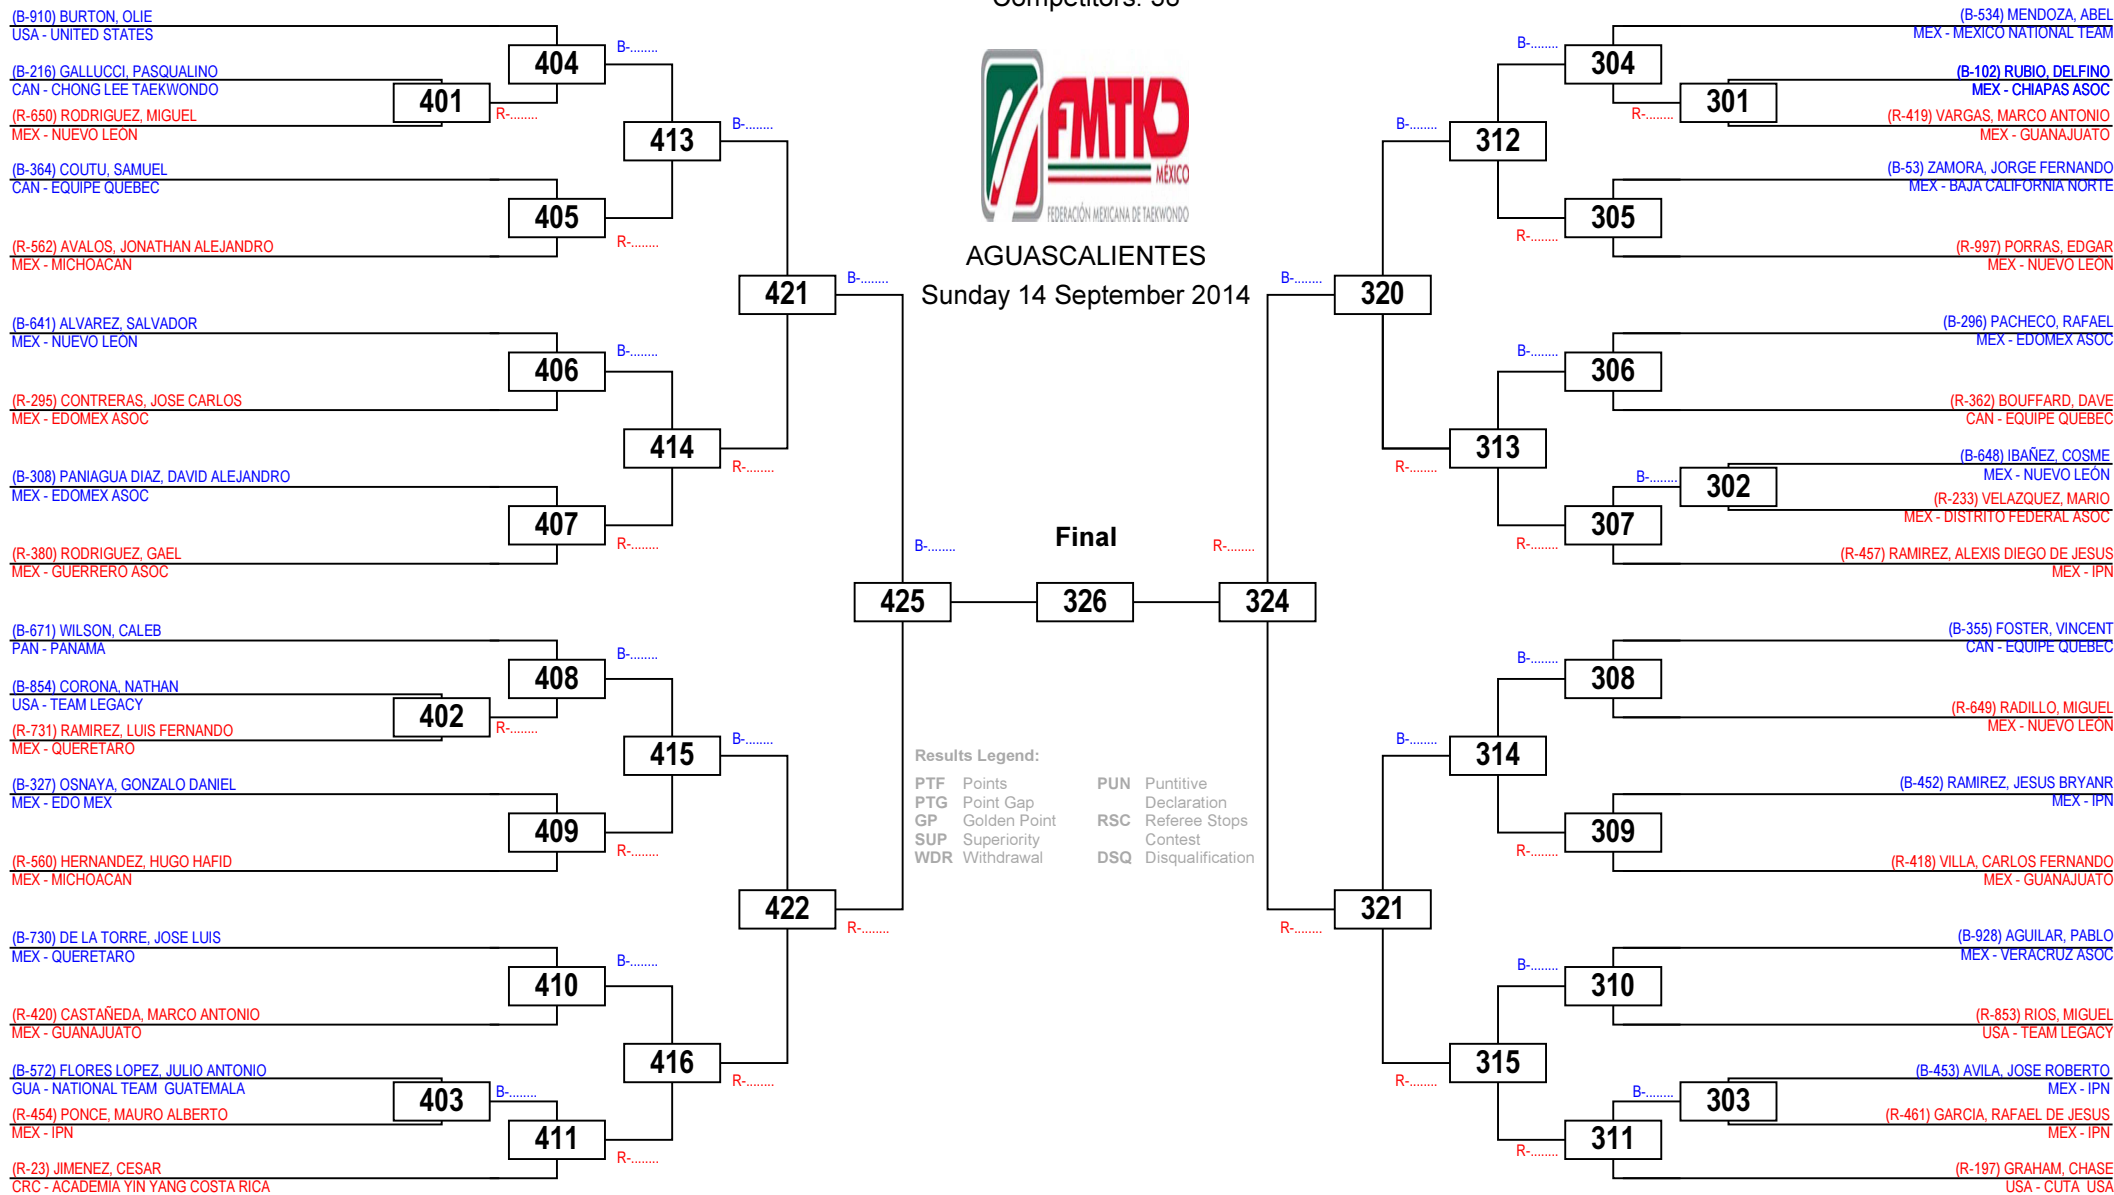 Competitors: 38
(B-910) BURTON, OLIE
USA - UNITED STATES
B-........
404
(B-216) GALLUCCI, PASQUALINO
CAN - CHONG LEE TAEKWONDO
401
R-........
(R-650) RODRIGUEZ, MIGUEL
MEX - NUEVO LEÓN
B-........
413
(B-364) COUTU, SAMUEL
CAN - EQUIPE QUEBEC
405
R-........
(R-562) AVALOS, JONATHAN ALEJANDRO
MEX - MICHOACAN
421
B-........
(B-641) ALVAREZ, SALVADOR
MEX - NUEVO LEÓN
B-........
406
(R-295) CONTRERAS, JOSE CARLOS
MEX - EDOMEX ASOC
414
R-........
(B-308) PANIAGUA DIAZ, DAVID ALEJANDRO
MEX - EDOMEX ASOC
407
R-........
(R-380) RODRIGUEZ, GAEL
MEX - GUERRERO ASOC
B-........
425
(B-671) WILSON, CALEB
PAN - PANAMA
B-........
408
(B-854) CORONA, NATHAN
USA - TEAM LEGACY
402
R-........
(R-731) RAMIREZ, LUIS FERNANDO
MEX - QUERETARO
B-........
415
(B-327) OSNAYA, GONZALO DANIEL
MEX - EDO MEX
409
R-........
(R-560) HERNANDEZ, HUGO HAFID
MEX - MICHOACAN
422
R-........
(B-730) DE LA TORRE, JOSE LUIS
MEX - QUERETARO
B-........
410
(R-420) CASTAÑEDA, MARCO ANTONIO
MEX - GUANAJUATO
416
R-........
(B-572) FLORES LOPEZ, JULIO ANTONIO
GUA - NATIONAL TEAM  GUATEMALA
403
B-........
(R-454) PONCE, MAURO ALBERTO
MEX - IPN
411
R-........
(R-23) JIMENEZ, CESAR
CRC - ACADEMIA YIN YANG COSTA RICA
FMTKD
MÉXICO
FEDERACIÓN MEXICANA DE TAEKWONDO
AGUASCALIENTES
Sunday 14 September 2014
Final
326
Results Legend:
PTF Points
PTG Point Gap
GP Golden Point
SUP Superiority
WDR Withdrawal
PUN Puntitive
Declaration
RSC Referee Stops
Contest
DSQ Disqualification
(B-534) MENDOZA, ABEL
MEX - MEXICO NATIONAL TEAM
B-........
304
(B-102) RUBIO, DELFINO
MEX - CHIAPAS ASOC
301
R-........
(R-419) VARGAS, MARCO ANTONIO
MEX - GUANAJUATO
B-........
312
(B-53) ZAMORA, JORGE FERNANDO
MEX - BAJA CALIFORNIA NORTE
305
R-........
(R-997) PORRAS, EDGAR
MEX - NUEVO LEÓN
B-........
320
(B-296) PACHECO, RAFAEL
MEX - EDOMEX ASOC
B-........
306
(R-362) BOUFFARD, DAVE
CAN - EQUIPE QUEBEC
313
R-........
(B-648) IBAÑEZ, COSME
MEX - NUEVO LEÓN
B-........
302
(R-233) VELAZQUEZ, MARIO
MEX - DISTRITO FEDERAL ASOC
307
R-........
(R-457) RAMIREZ, ALEXIS DIEGO DE JESUS
MEX - IPN
R-........
324
(B-355) FOSTER, VINCENT
CAN - EQUIPE QUEBEC
B-........
308
(R-649) RADILLO, MIGUEL
MEX - NUEVO LEÓN
B-........
314
(B-452) RAMIREZ, JESUS BRYANR
MEX - IPN
309
R-........
(R-418) VILLA, CARLOS FERNANDO
MEX - GUANAJUATO
321
R-........
(B-928) AGUILAR, PABLO
MEX - VERACRUZ ASOC
B-........
310
(R-853) RIOS, MIGUEL
USA - TEAM LEGACY
315
R-........
(B-453) AVILA, JOSE ROBERTO
MEX - IPN
B-........
303
(R-461) GARCIA, RAFAEL DE JESUS
MEX - IPN
311
R-........
(R-197) GRAHAM, CHASE
USA - CUTA  USA